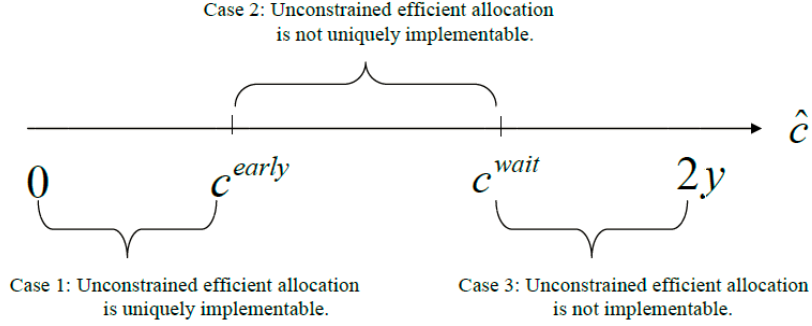 Case 2: Unconstrained efficient allocation
is not uniquely implementable.
ĉ
0
c^early
c^wait
2y
Case 1: Unconstrained efficient allocation
is uniquely implementable.
Case 3: Unconstrained efficient allocation
is not implementable.